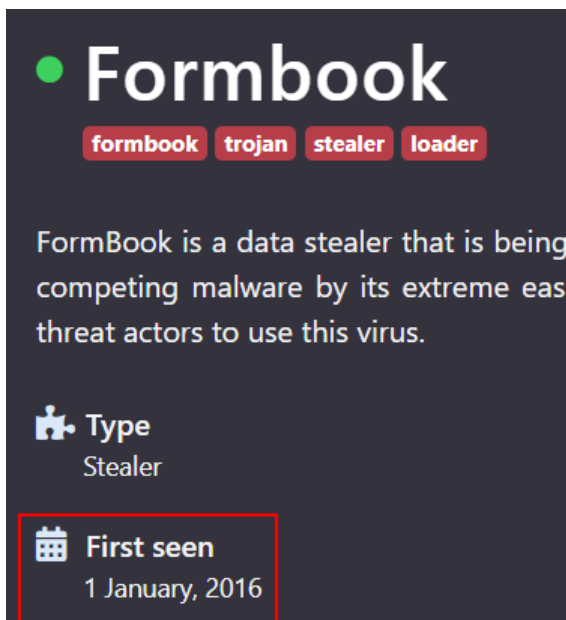 Formbook
formbook trojan stealer loader
FormBook is a data stealer that is being
competing malware by its extreme eas
threat actors to use this virus.
Type
Stealer
First seen
1 January, 2016